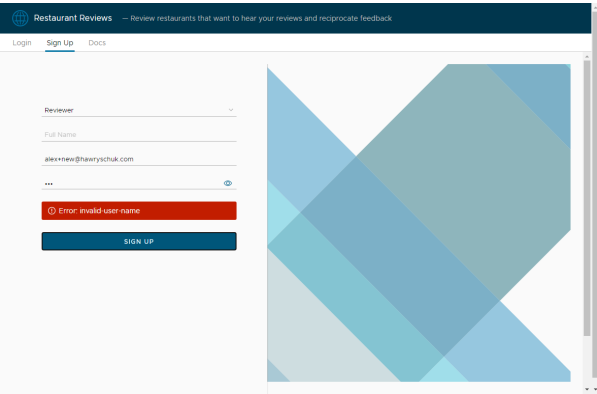 Restaurant Reviews — Review restaurants that want to hear your reviews and reciprocate feedback
Login Sign Up Docs
Reviewer
Full Name
alex+new@hawryschuk.com
•••
Error: invalid-user-name
SIGN UP